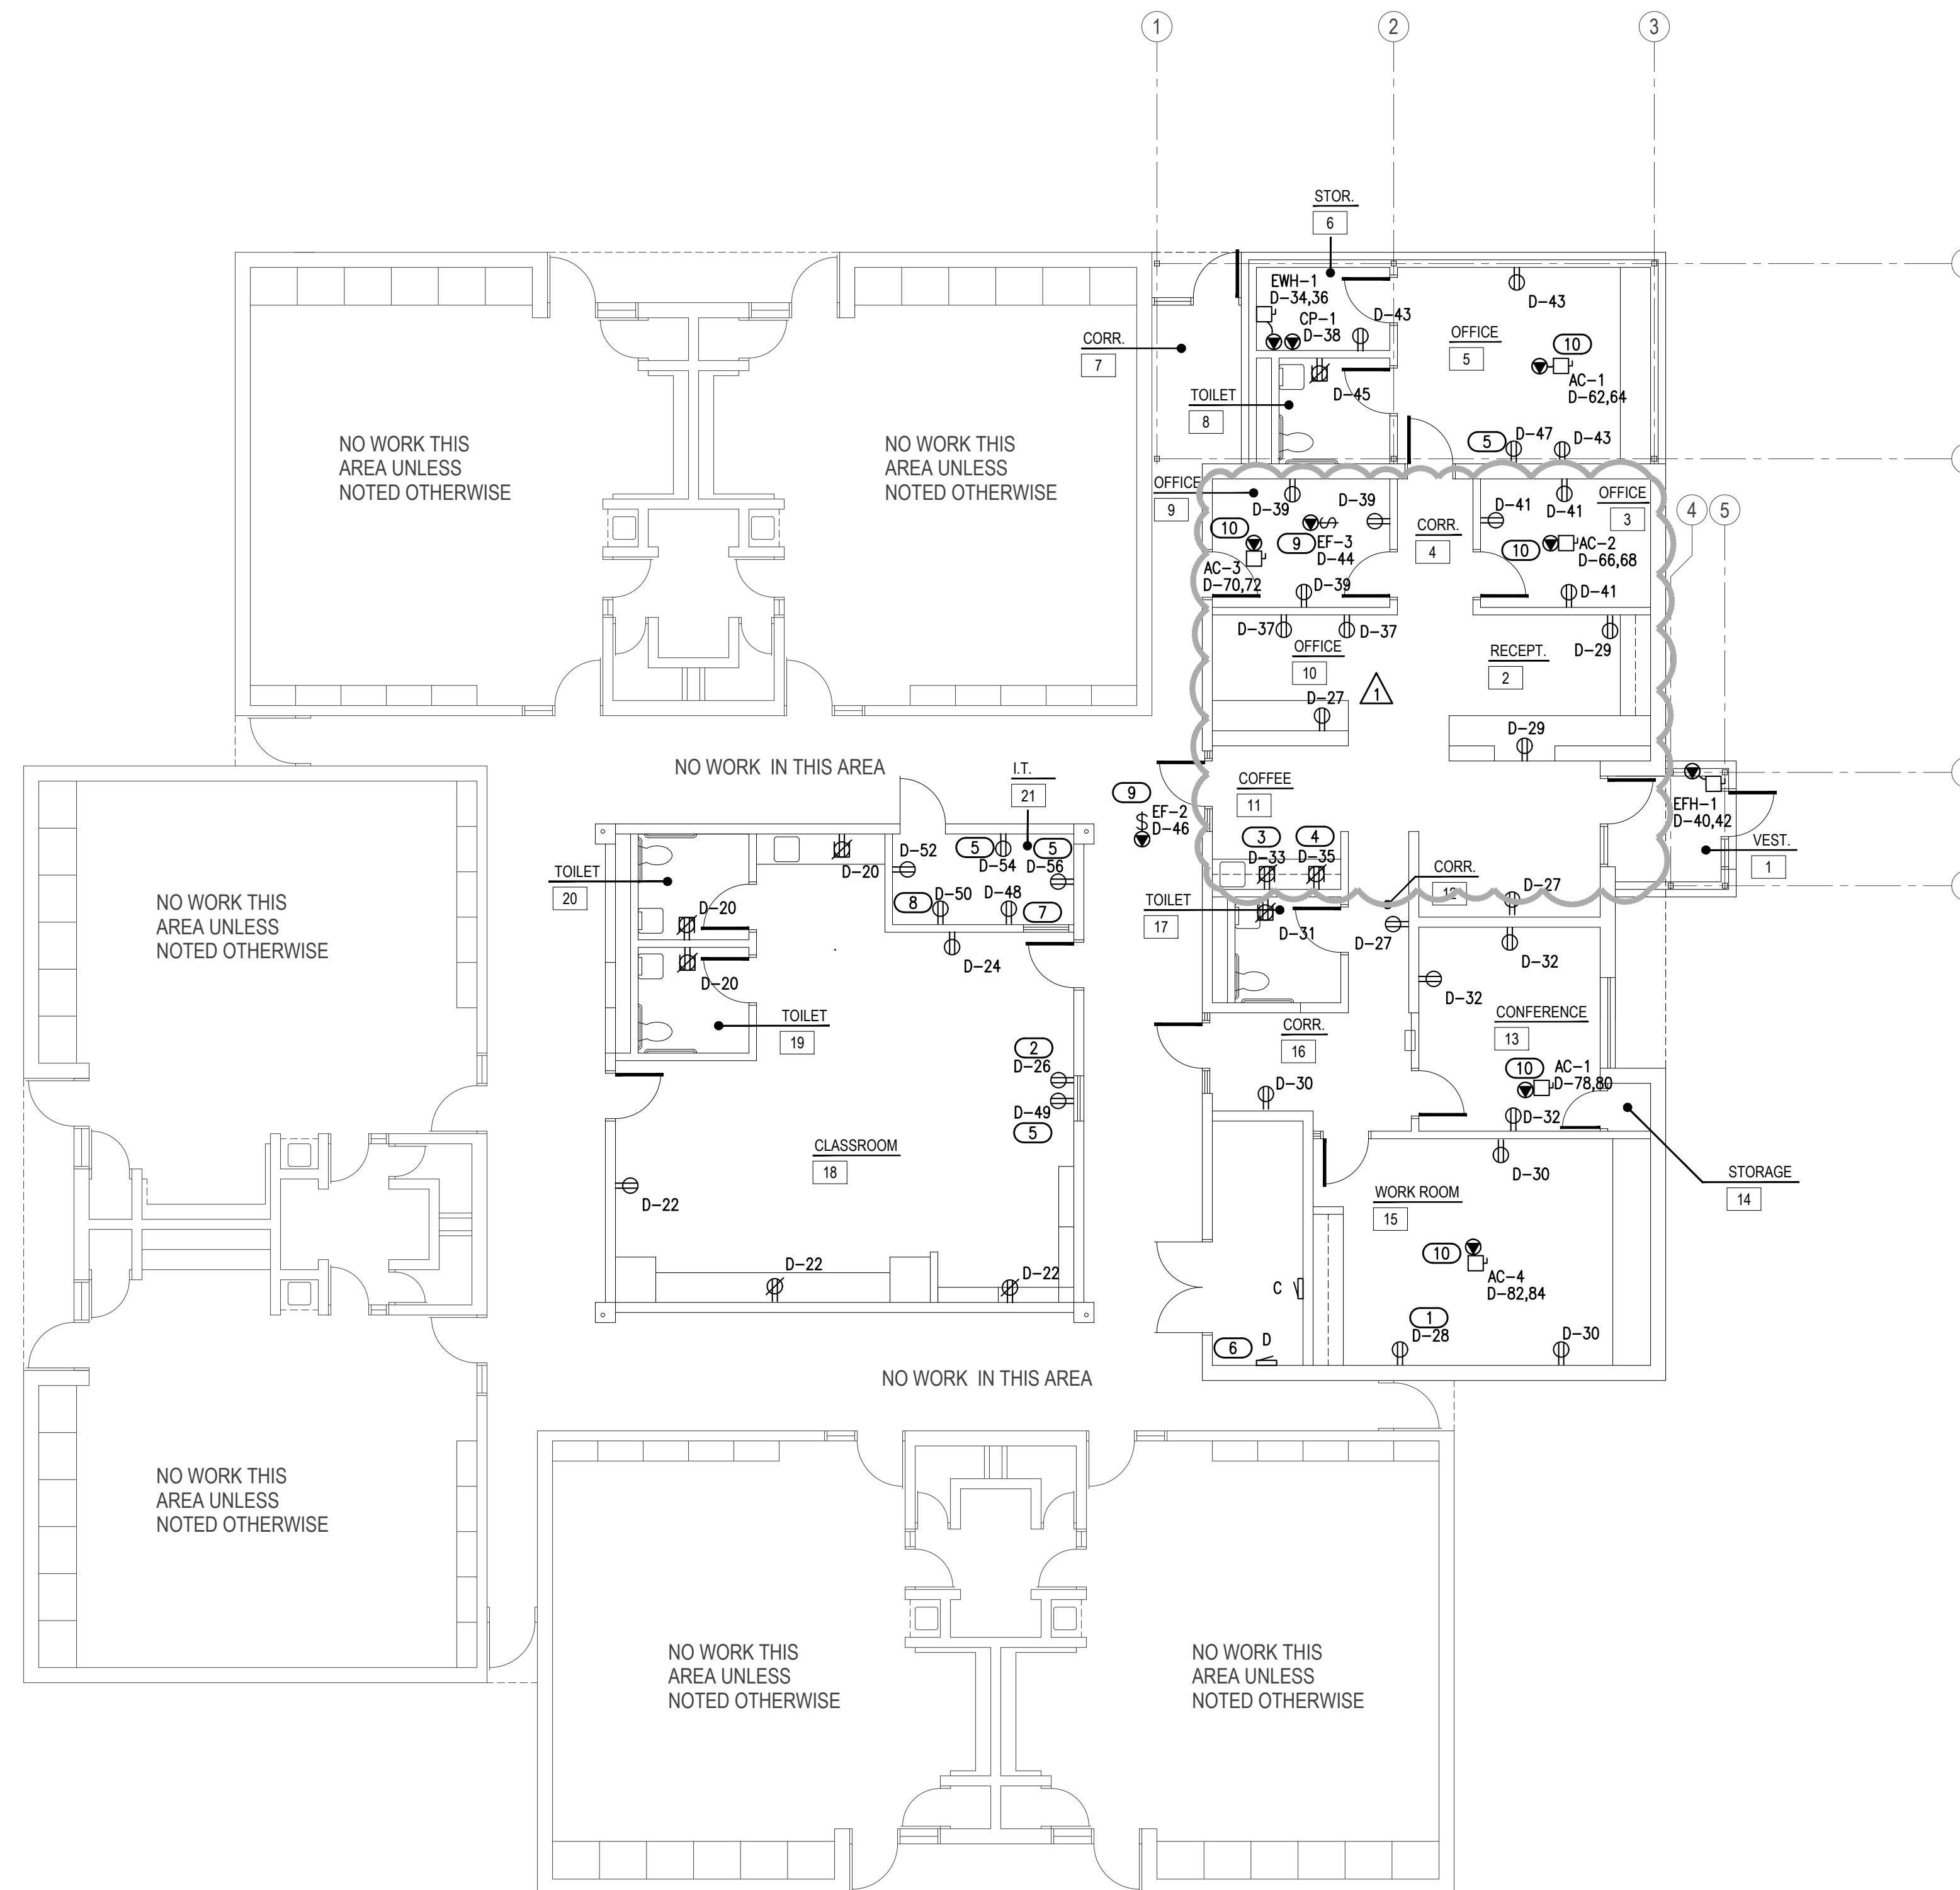 1
2
3
STOR.
6
EWH-1
D-34,36
CP-1
D-38
D-43
D-43
CORR.
7
OFFICE
5
10
AC-1
D-62,64
TOILET
8
D-45
5
D-47
D-43
NO WORK THIS
AREA UNLESS
NOTED OTHERWISE
NO WORK THIS
AREA UNLESS
NOTED OTHERWISE
OFFICE
9
D-39
D-39
10
9
EF-3
D-44
AC-3
D-70,72
D-39
CORR.
4
D-41
D-41
OFFICE
3
10
AC-2
D-66,68
D-41
4
5
D-37
D-37
OFFICE
10
1
D-27
RECEPT.
2
D-29
D-29
NO WORK IN THIS AREA
I.T.
21
9
EF-2
D-46
COFFEE
11
3
D-33
4
D-35
EFH-1
D-40,42
VEST.
1
TOILET
20
D-20
D-52
5
D-54
5
D-56
8
D-50
D-48
7
D-20
D-24
D-20
TOILET
19
CORR.
12
D-27
TOILET
17
D-31
D-27
D-32
D-32
CONFERENCE
13
10
AC-1
D-78,80
D-32
CORR.
16
D-30
2
D-26
D-49
5
NO WORK THIS
AREA UNLESS
NOTED OTHERWISE
CLASSROOM
18
D-22
D-22
D-22
STORAGE
14
D-30
WORK ROOM
15
10
AC-4
D-82,84
C
1
D-28
D-30
6
D
NO WORK IN THIS AREA
NO WORK THIS
AREA UNLESS
NOTED OTHERWISE
NO WORK THIS
AREA UNLESS
NOTED OTHERWISE
NO WORK THIS
AREA UNLESS
NOTED OTHERWISE